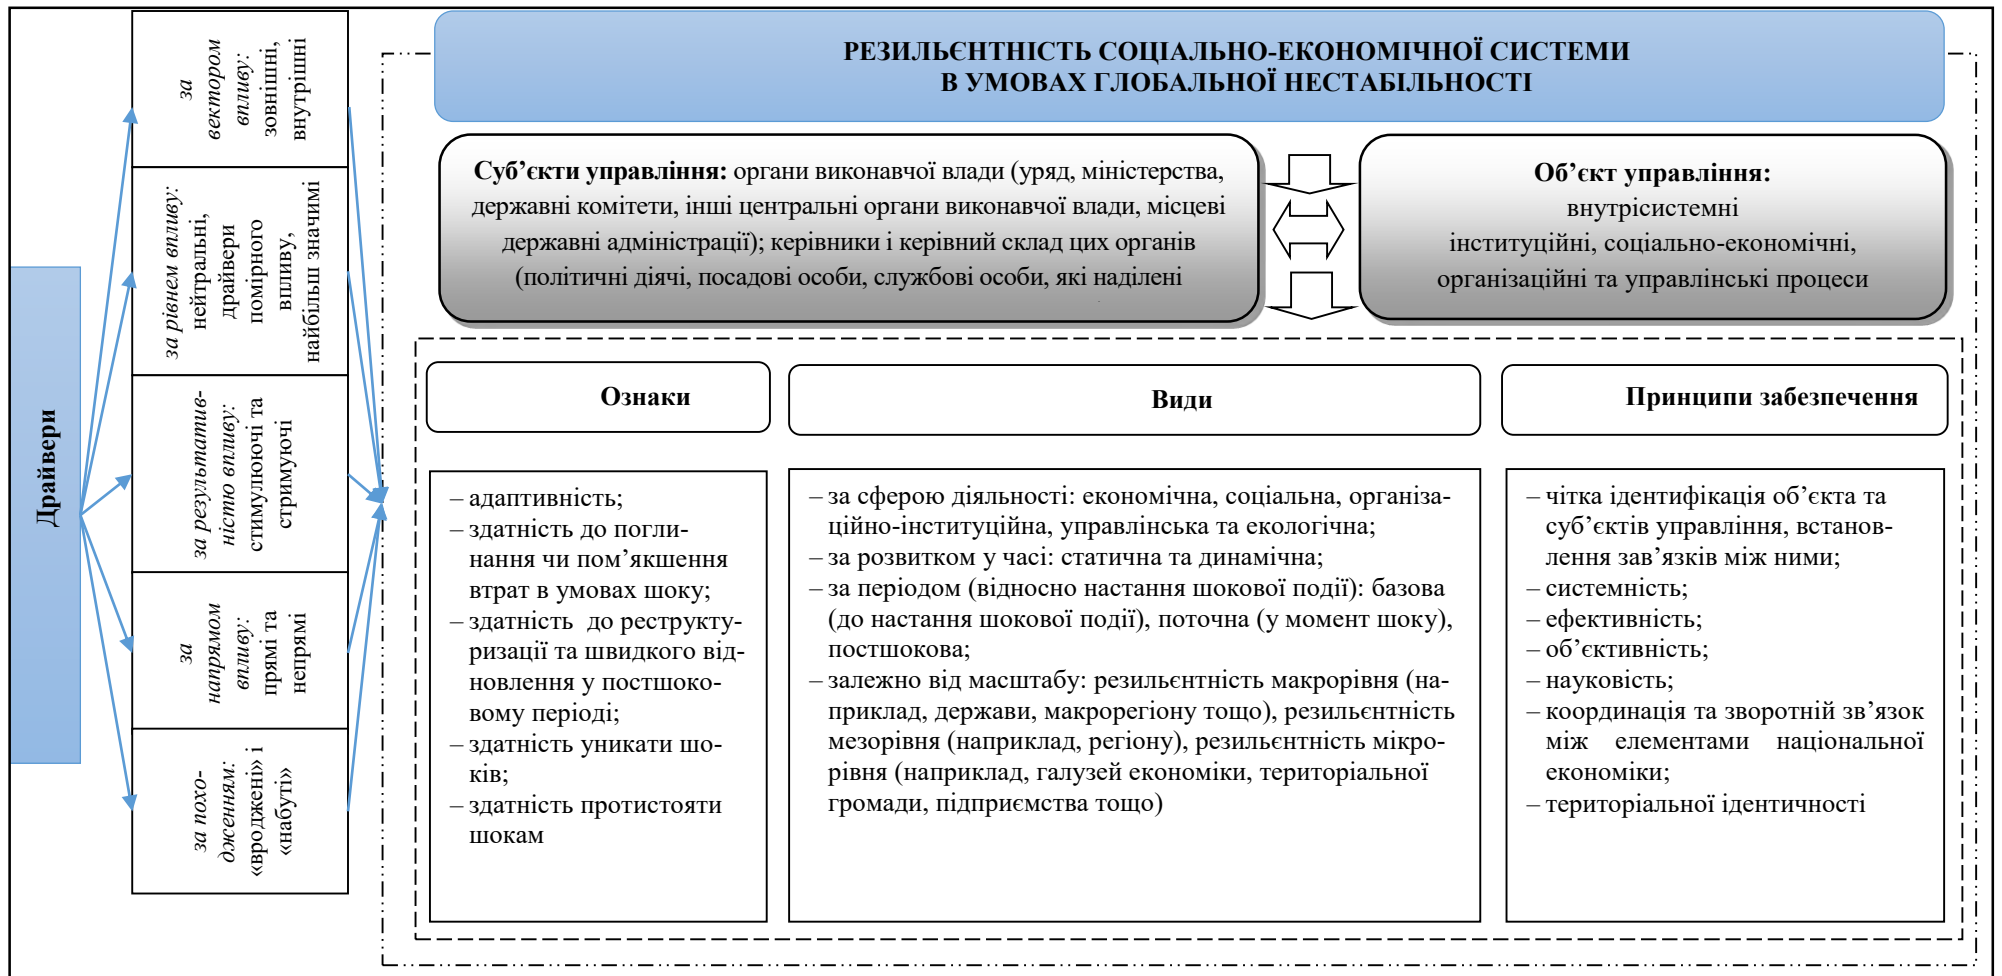 Драйвери
за
вектором
впливу:
зовнішні,
внутрішні
за рівнем впливу:
нейтральні,
драйвери
помірного
впливу,
найбільш значимі
за результатив-
ністю впливу:
стимулюючі та
стримуючі
за
напрямом
впливу:
прямі та
непрямі
за похо-
дженням:
«вроджені» і
«набуті»
РЕЗИЛЬЄНТНІСТЬ СОЦІАЛЬНО-ЕКОНОМІЧНОЇ СИСТЕМИ
В УМОВАХ ГЛОБАЛЬНОЇ НЕСТАБІЛЬНОСТІ
Суб’єкти управління: органи виконавчої влади (уряд, міністерства,
державні комітети, інші центральні органи виконавчої влади, місцеві
державні адміністрації); керівники і керівний склад цих органів
(політичні діячі, посадові особи, службові особи, які наділені
Об’єкт управління:
внутрісистемні
інституційні, соціально-економічні,
організаційні та управлінські процеси
Ознаки
– адаптивність;
– здатність до погли-
нання чи пом’якшення
втрат в умовах шоку;
– здатність до реструкту-
ризації та швидкого від-
новлення у постшоко-
вому періоді;
– здатність уникати шо-
ків;
– здатність протистояти
шокам
Види
– за сферою діяльності: економічна, соціальна, організа-
ційно-інституційна, управлінська та екологічна;
– за розвитком у часі: статична та динамічна;
– за періодом (відносно настання шокової події): базова
(до настання шокової події), поточна (у момент шоку),
постшокова;
– залежно від масштабу: резильєнтність макрорівня (на-
приклад, держави, макрорегіону тощо), резильєнтність
мезорівня (наприклад, регіону), резильєнтність мікро-
рівня (наприклад, галузей економіки, територіальної
громади, підприємства тощо)
Принципи забезпечення
– чітка ідентифікація об’єкта та
суб’єктів управління, встанов-
лення зав’язків між ними;
– системність;
– ефективність;
– об’єктивність;
– науковість;
– координація та зворотній зв’язок
між елементами національної
економіки;
– територіальної ідентичності